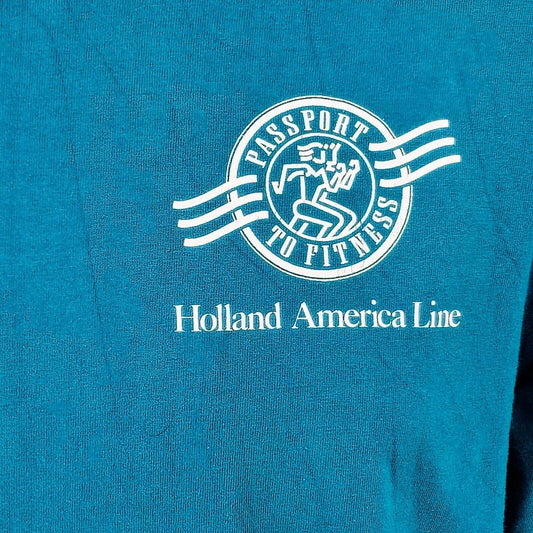 PASSPORT
TO FITNESS
Holland America Line